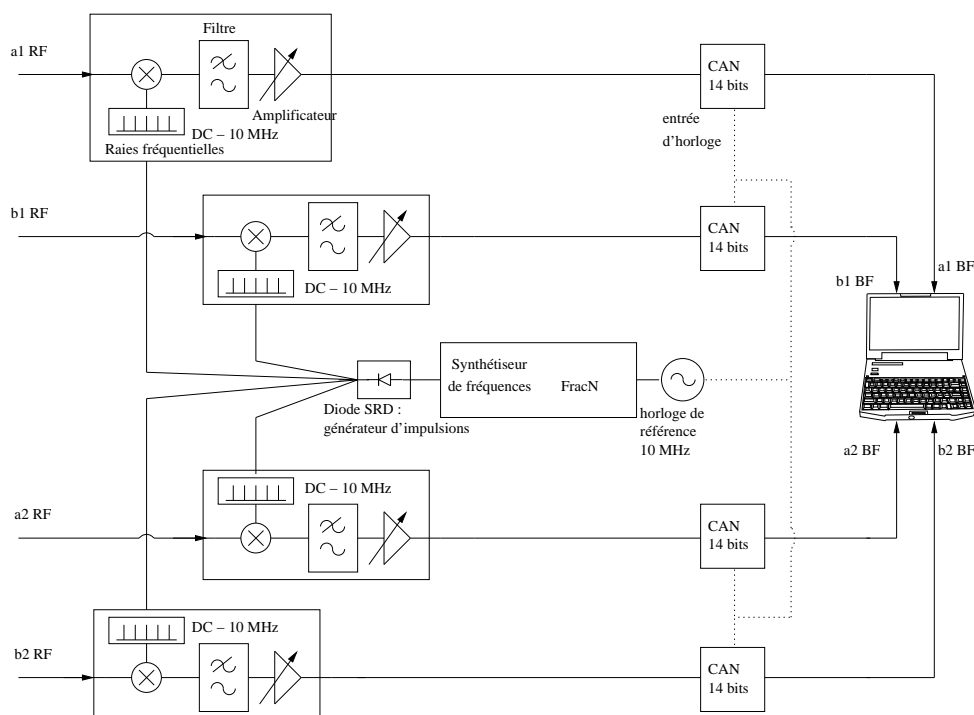 Filtre
a1 RF
CAN
14 bits
Amplificateur
DC – 10 MHz
Raies fréquentielles
entrée
d'horloge
b1 RF
CAN
14 bits
DC – 10 MHz
b1 BF
a1 BF
Synthétiseur
de fréquences
FracN
Diode SRD :
générateur d'impulsions
horloge de
référence
10 MHz
a2 BF
b2 BF
DC – 10 MHz
a2 RF
CAN
14 bits
DC – 10 MHz
b2 RF
CAN
14 bits